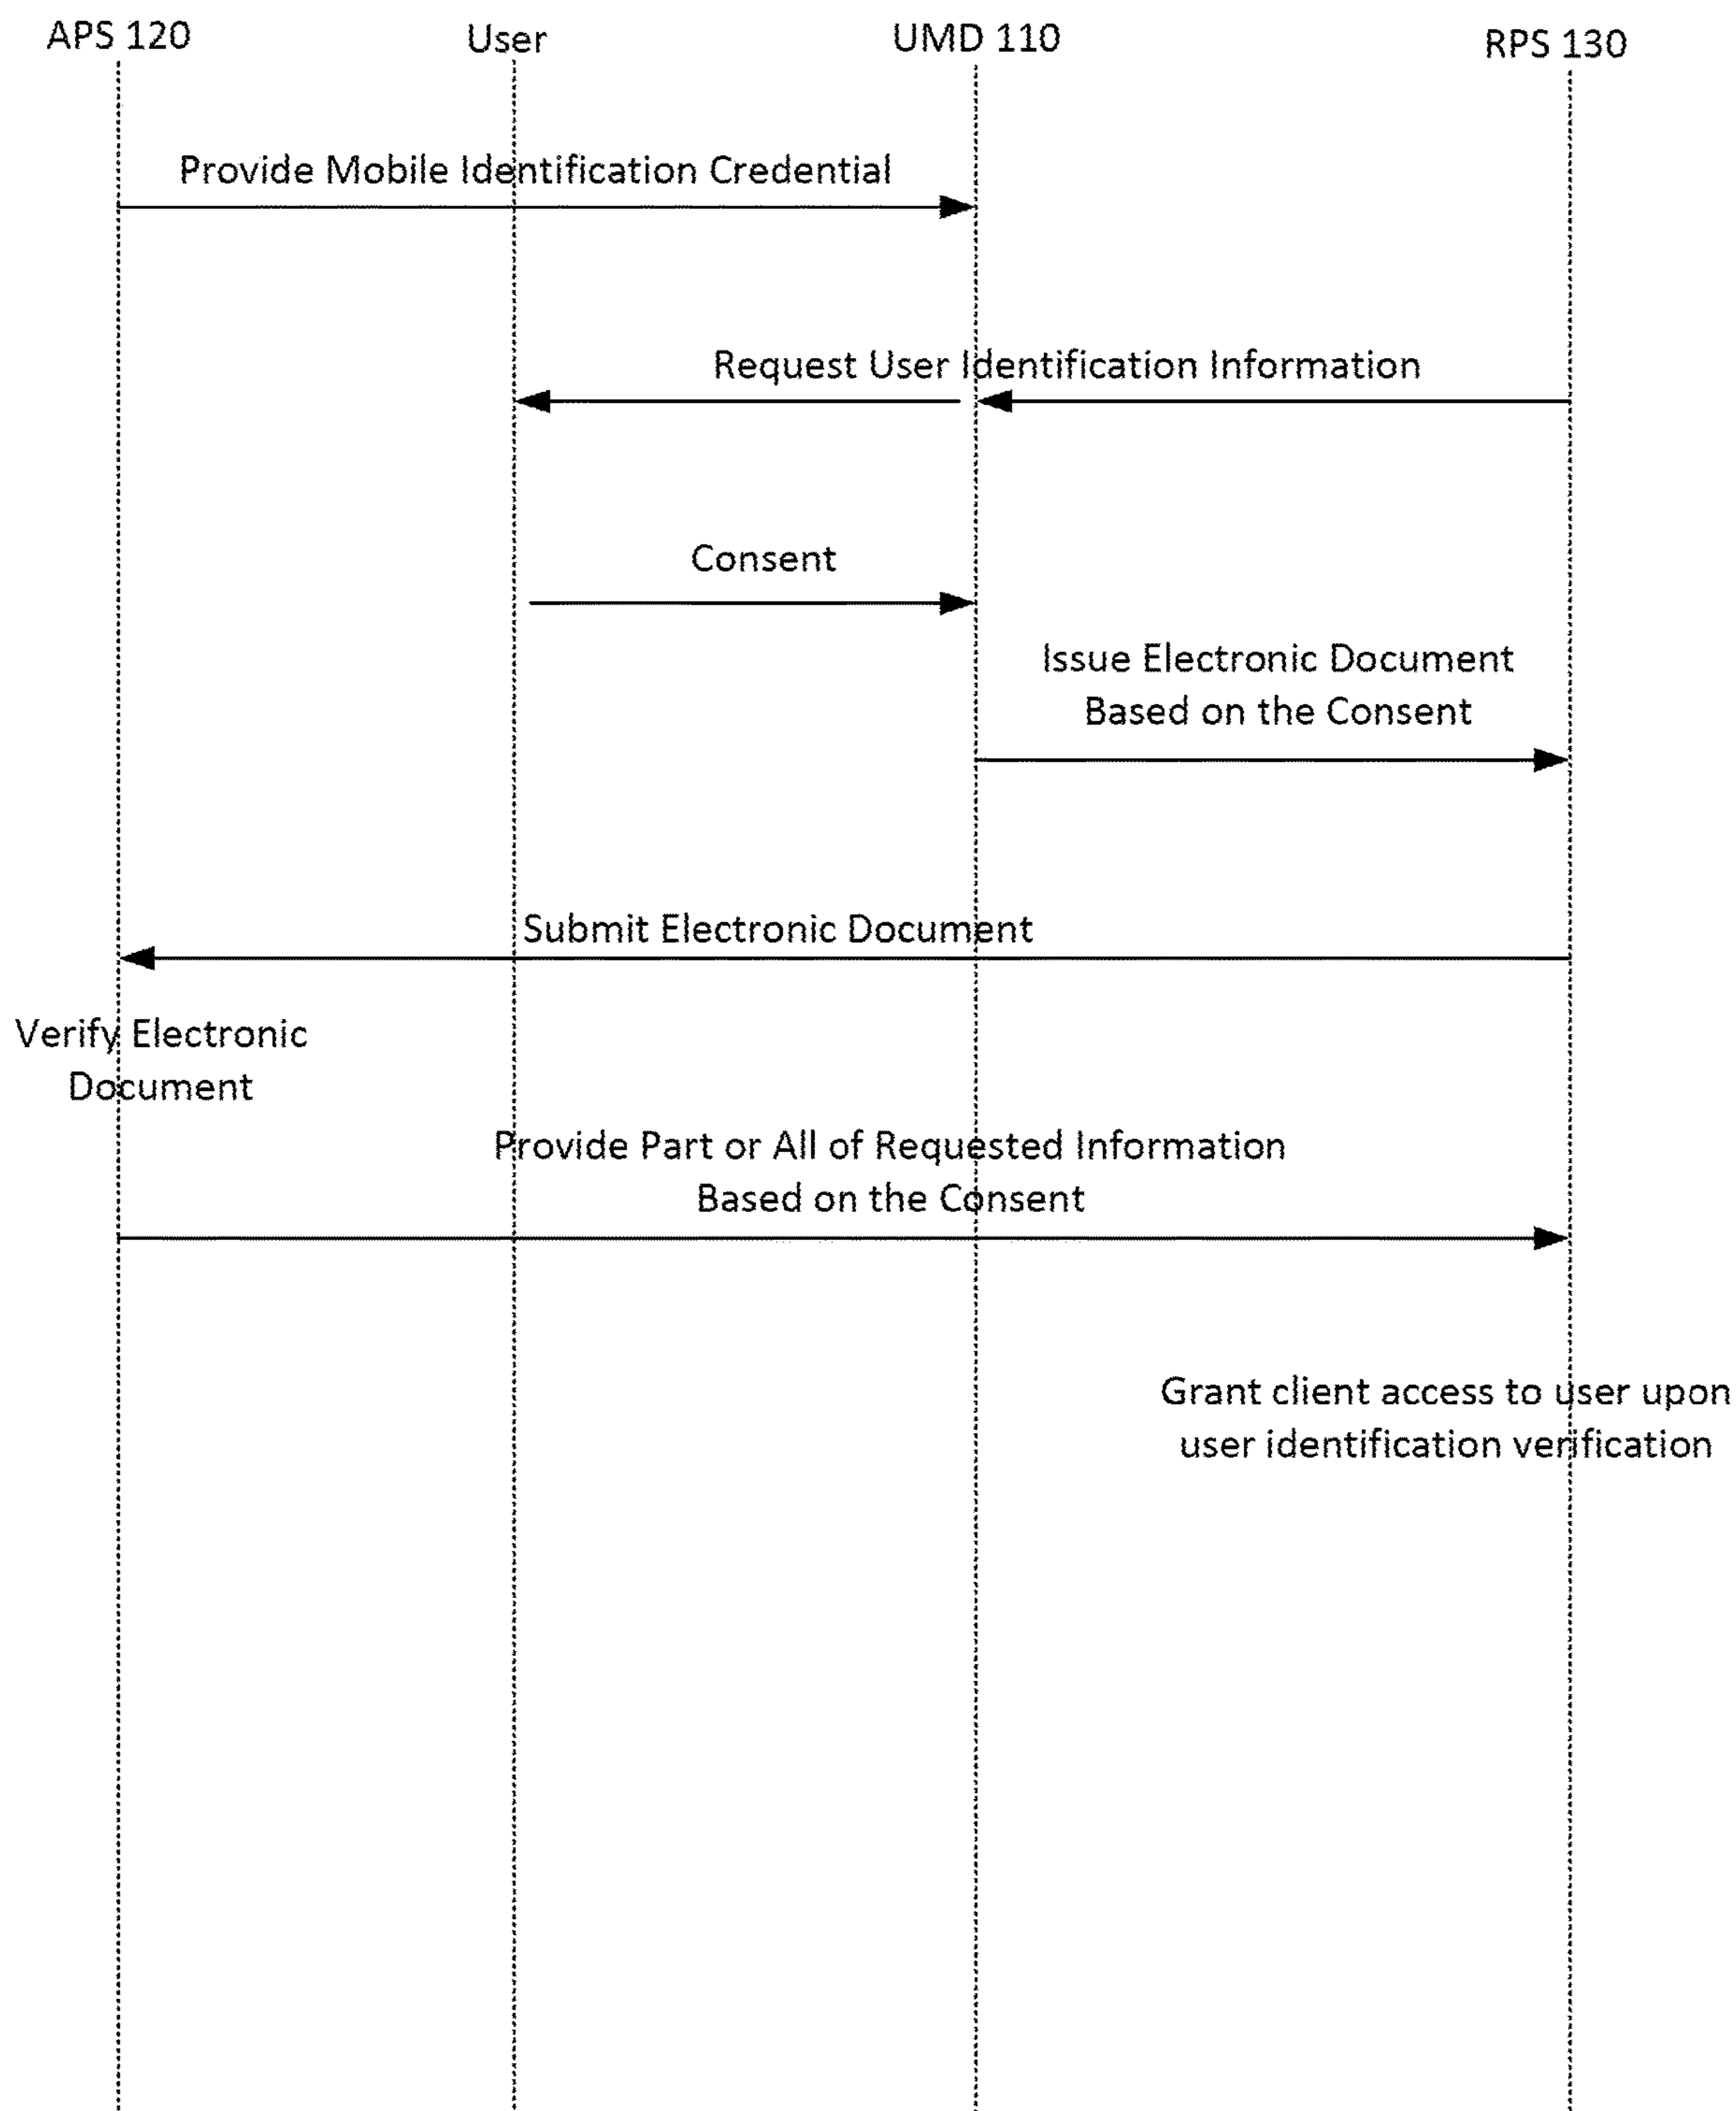 APS 120
User
UMD 110
RPS 130
Provide Mobile Identification Credential
Request User Identification Information
Consent
Issue Electronic Document
Based on the Consent
Submit Electronic Document
Verify Electronic
Document
Provide Part or All of Requested Information
Based on the Consent
Grant client access to user upon
user identification verification